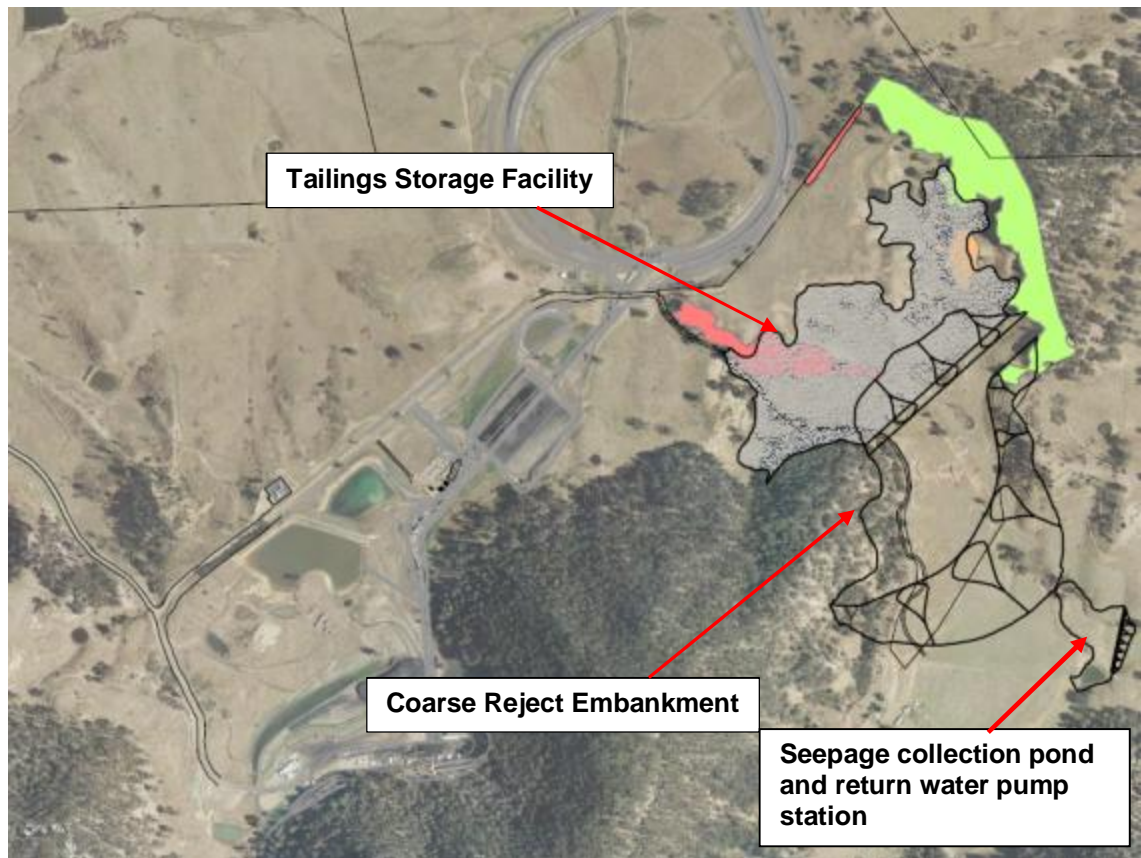 Tailings Storage Facility
Coarse Reject Embankment
Seepage collection pond
and return water pump
station